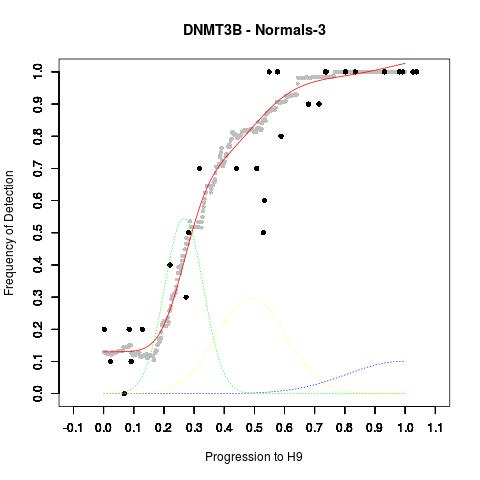 DNMT3B - Normals-3
Frequency of Detection
1.0
0.9
0.8
0.7
0.6
0.5
0.4
0.3
0.2
0.1
0.0
-0.1 0.0 0.1 0.2 0.3 0.4 0.5 0.6 0.7 0.8 0.9 1.0 1.1
Progression to H9